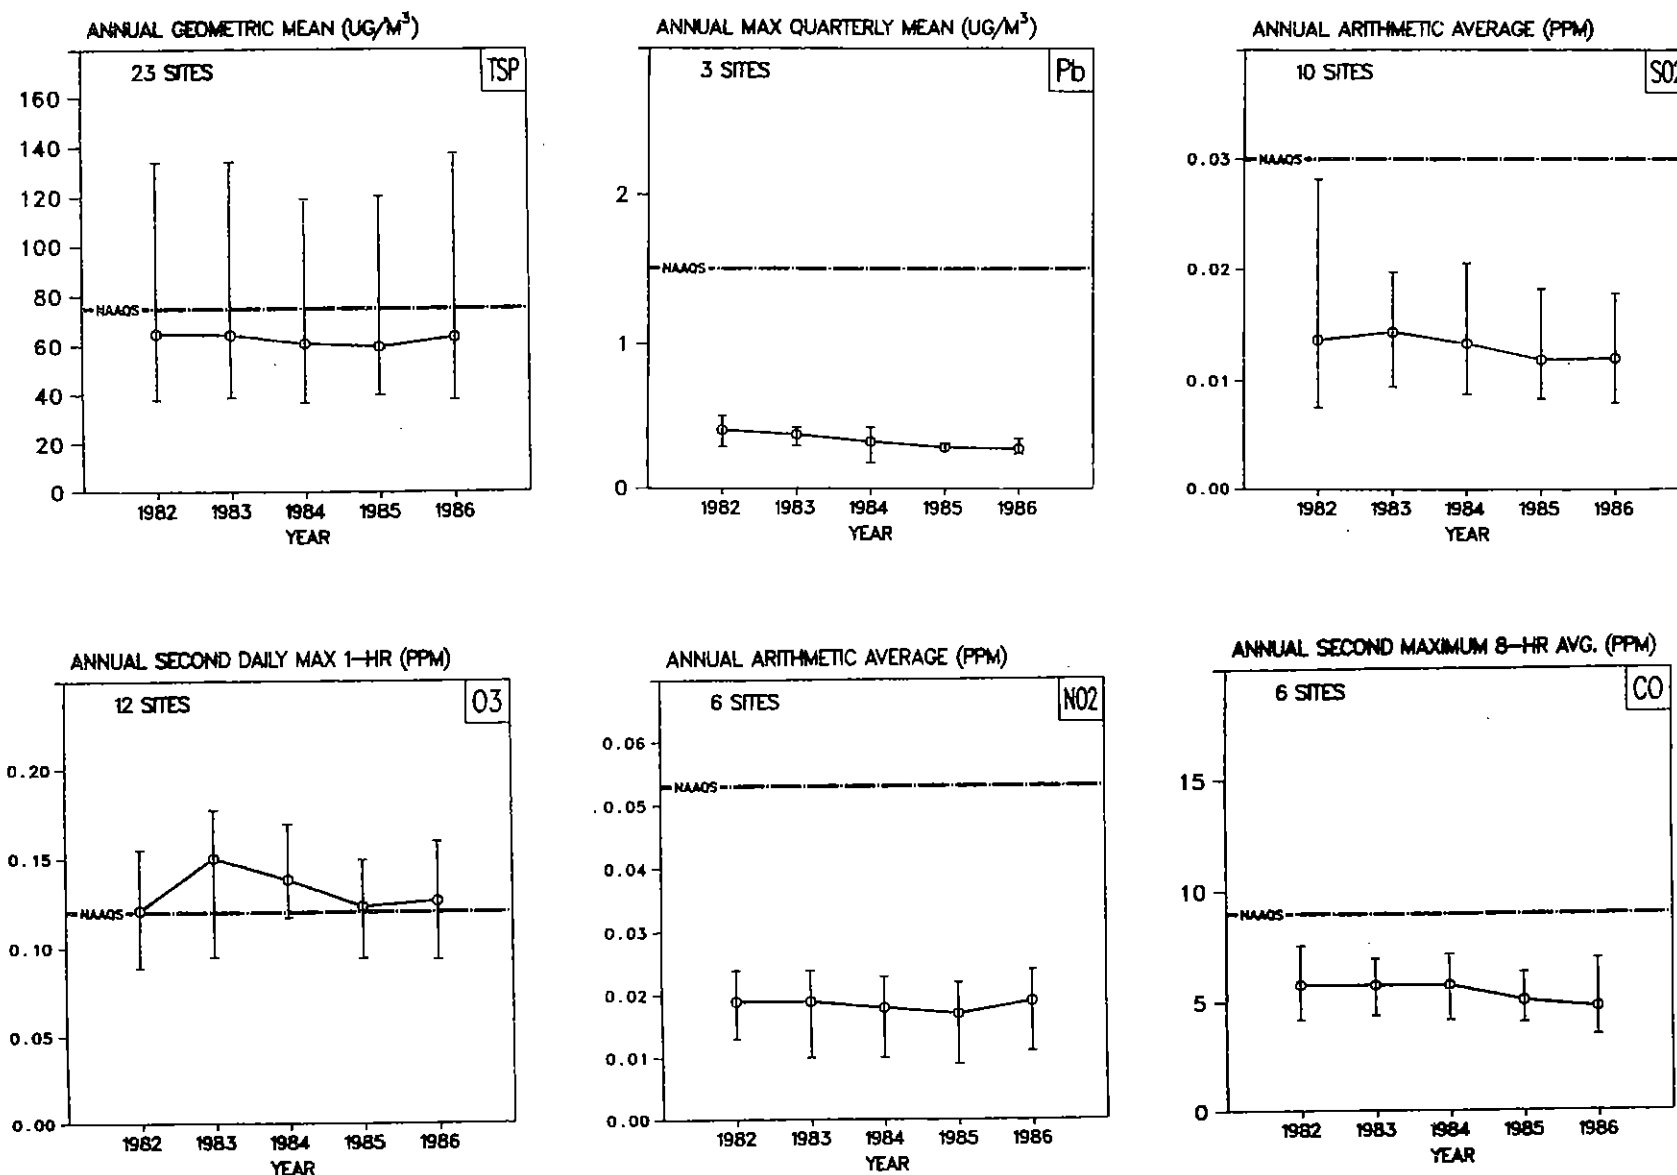 ANNUAL GEOMETRIC MEAN (UG/M³)
23 SITES
TSP
160
140
120
100
80
NAAQS
60
40
20
0
1982 1983 1984 1985 1986
YEAR
ANNUAL MAX QUARTERLY MEAN (UG/M³)
3 SITES
Pb
2
NAAQS
1
0
1982 1983 1984 1985 1986
YEAR
ANNUAL ARITHMETIC AVERAGE (PPM)
10 SITES
SO2
0.03
NAAQS
0.02
0.01
0.00
1982 1983 1984 1985 1986
YEAR
ANNUAL SECOND DAILY MAX 1-HR (PPM)
12 SITES
O3
0.20
0.15
NAAQS
0.10
0.05
0.00
1982 1983 1984 1985 1986
YEAR
ANNUAL ARITHMETIC AVERAGE (PPM)
6 SITES
NO2
0.06
NAAQS
0.05
0.04
0.03
0.02
0.01
0.00
1982 1983 1984 1985 1986
YEAR
ANNUAL SECOND MAXIMUM 8-HR AVG. (PPM)
6 SITES
CO
15
10
NAAQS
5
0
1982 1983 1984 1985 1986
YEAR